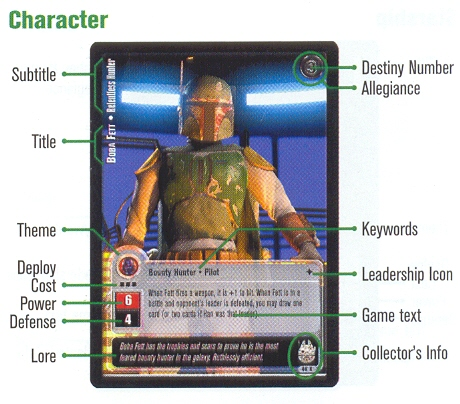 Character
Subtitle
Title
Theme
Deploy
Cost
Power
Defense
Lore
BOBA FETT • Relentless Hunter
Bounty Hunter • Pilot
When Fett fires a weapon, it is +1 to hit. When Fett is in a
battle and opponent's leader is defeated, you may draw one
card (or two cards if Han was that leader).
6
4
Boba Fett has the trophies and scars to prove he is the most
feared bounty hunter in the galaxy. Ruthlessly efficient.
Destiny Number
Allegiance
Keywords
Leadership Icon
Game text
Collector's Info